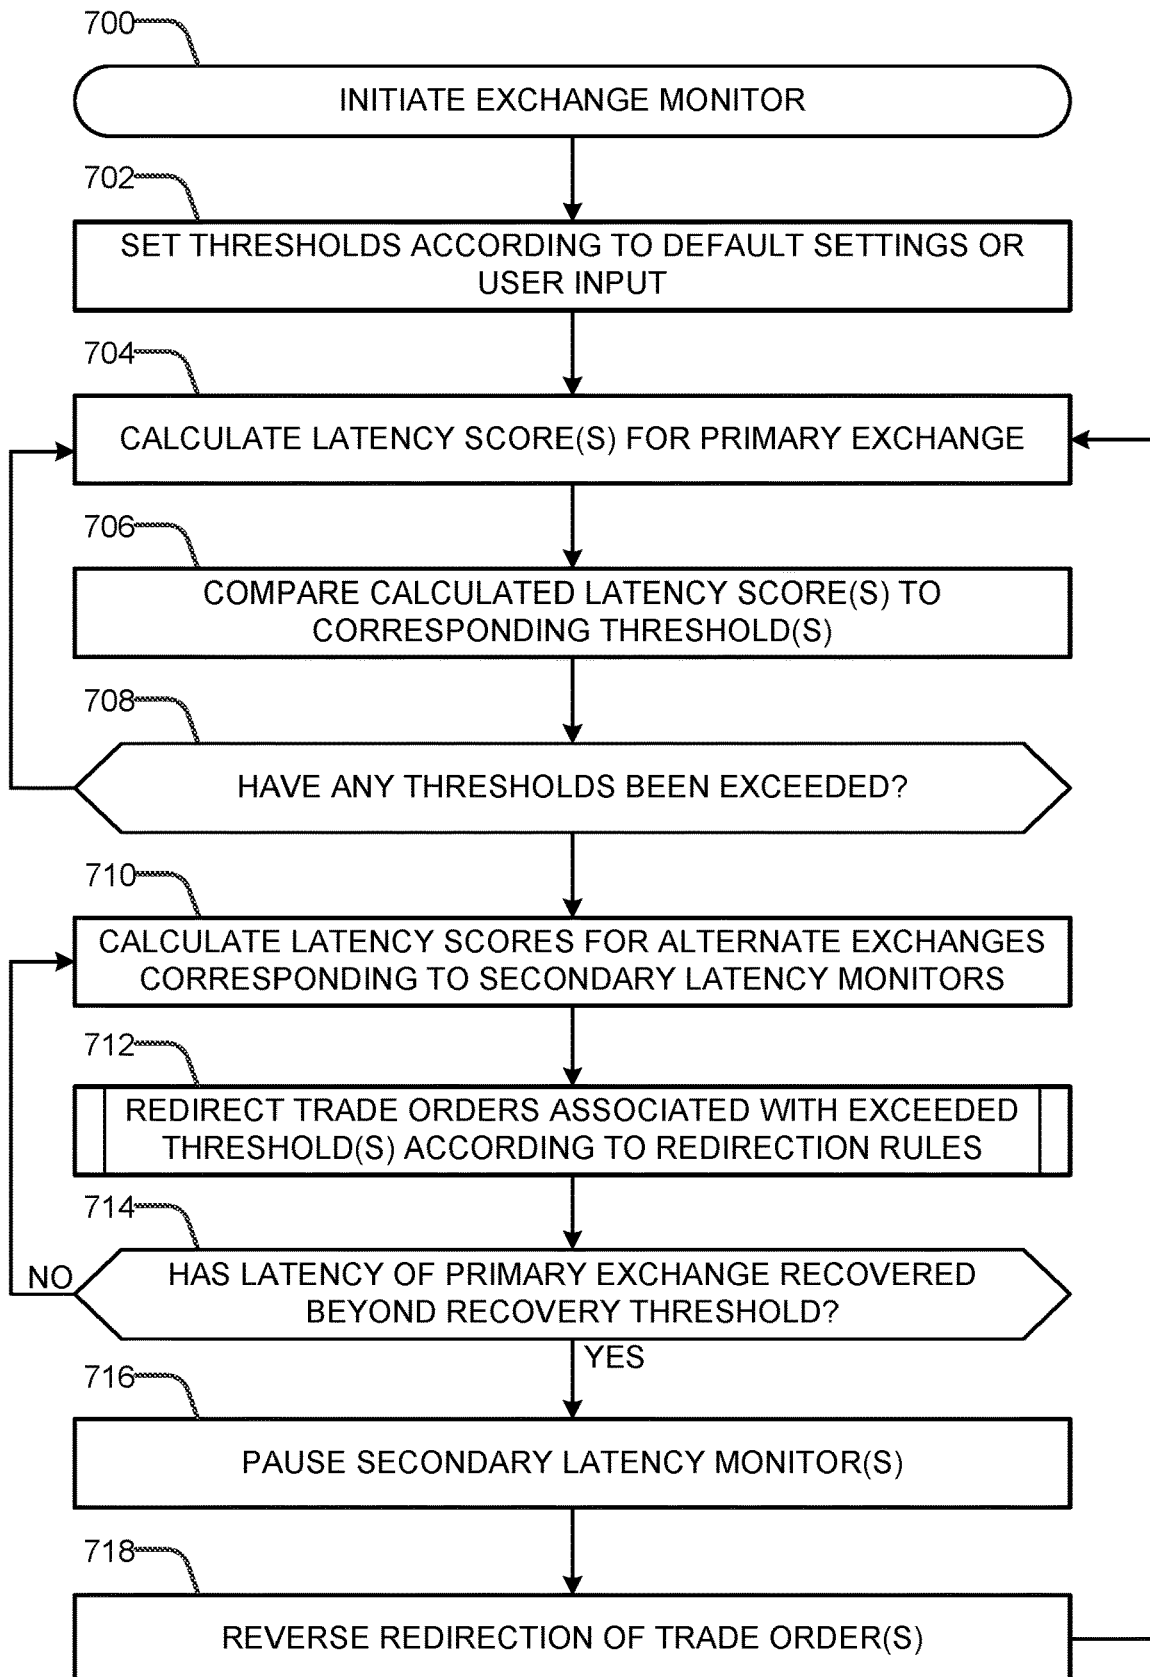 700
INITIATE EXCHANGE MONITOR
702
SET THRESHOLDS ACCORDING TO DEFAULT SETTINGS OR
USER INPUT
704
CALCULATE LATENCY SCORE(S) FOR PRIMARY EXCHANGE
706
COMPARE CALCULATED LATENCY SCORE(S) TO
CORRESPONDING THRESHOLD(S)
708
HAVE ANY THRESHOLDS BEEN EXCEEDED?
710
CALCULATE LATENCY SCORES FOR ALTERNATE EXCHANGES
CORRESPONDING TO SECONDARY LATENCY MONITORS
712
REDIRECT TRADE ORDERS ASSOCIATED WITH EXCEEDED
THRESHOLD(S) ACCORDING TO REDIRECTION RULES
714
NO
HAS LATENCY OF PRIMARY EXCHANGE RECOVERED
BEYOND RECOVERY THRESHOLD?
YES
716
PAUSE SECONDARY LATENCY MONITOR(S)
718
REVERSE REDIRECTION OF TRADE ORDER(S)